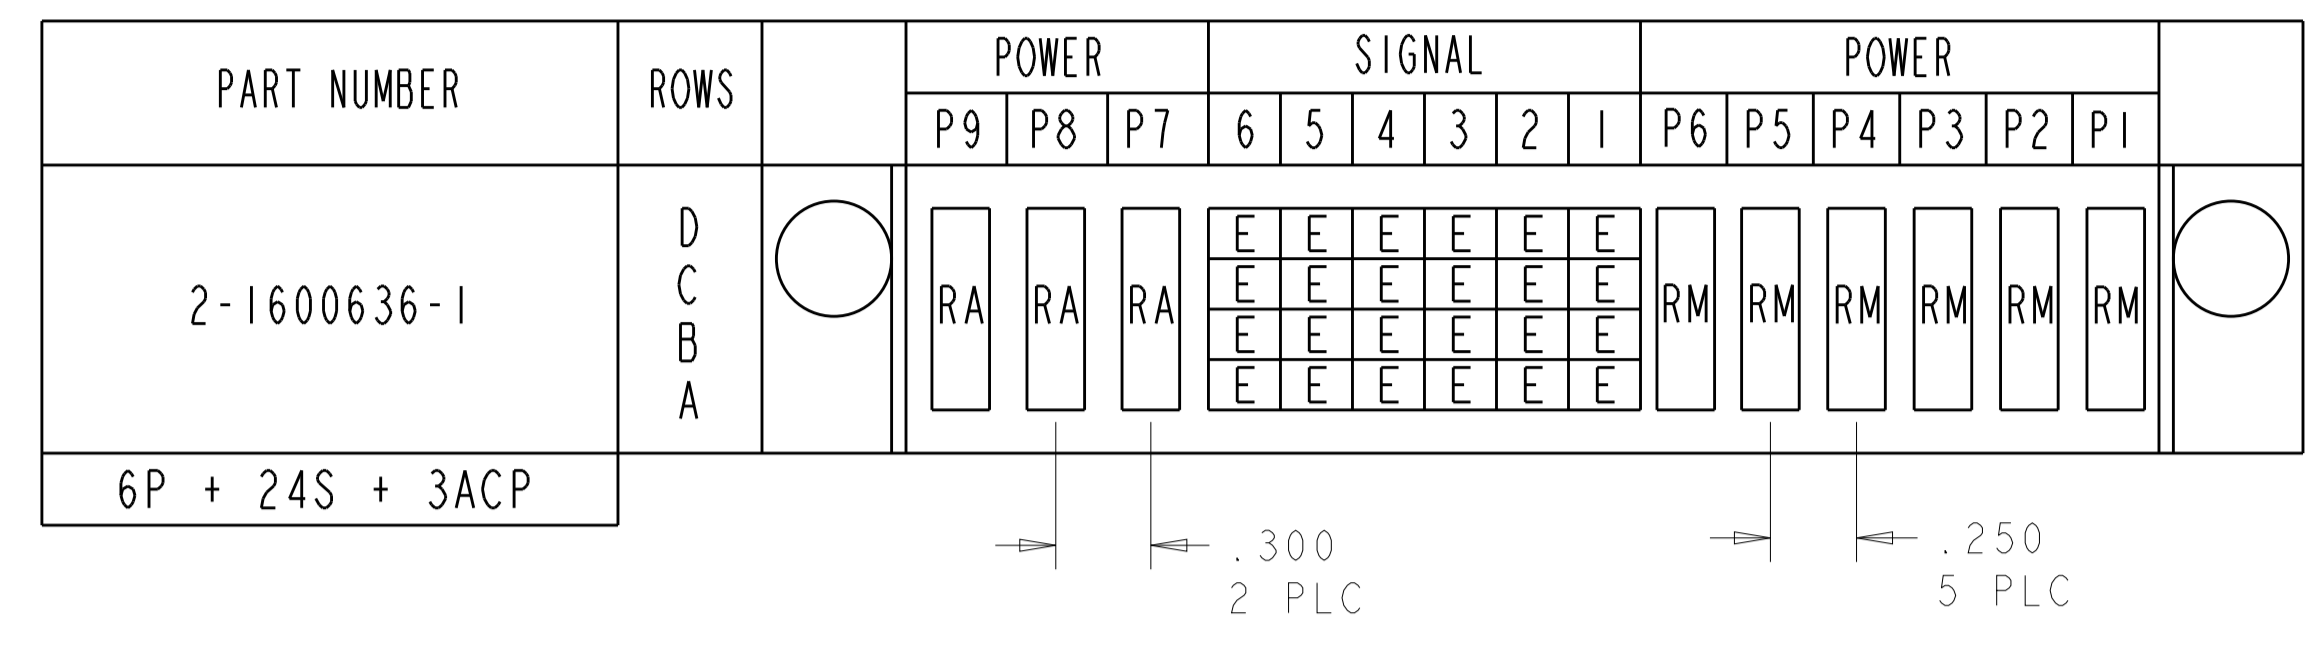 PART NUMBER ROWS POWER SIGNAL POWER
P9 P8 P7 6 5 4 3 2 1 P6 P5 P4 P3 P2 P1
2-1600636-1
D E E E E E E
C E E E E E E
B E E E E E E
A E E E E E E
RA RA RA RM RM RM RM RM RM
6P + 24S + 3ACP
.300
2 PLC
.250
5 PLC